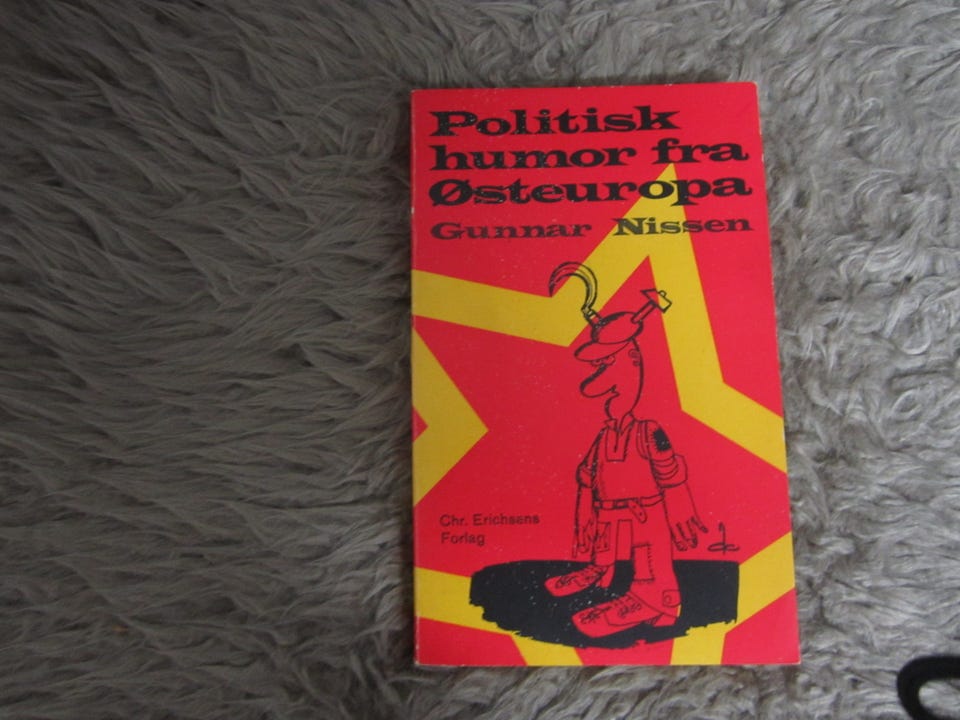 Politisk
humor fra
Østeuropa
Gunnar Nissen
Chr. Erichsens
Forlag